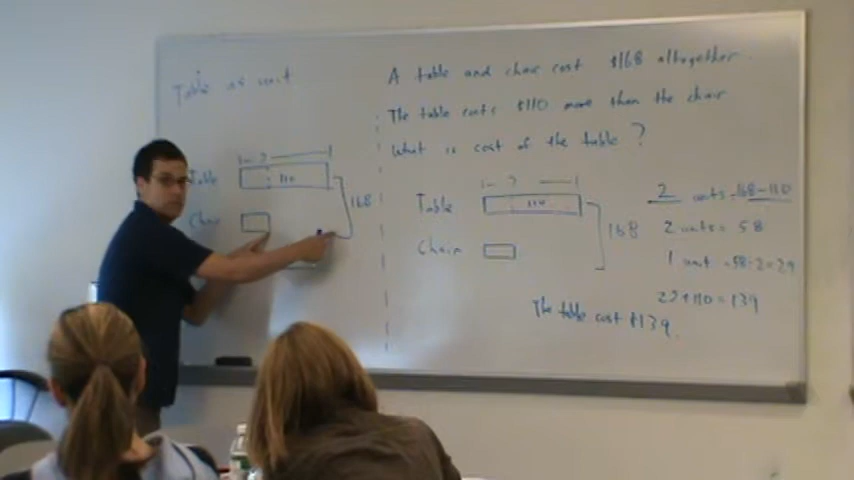 Table as unit
Table
?
110
168
Chair
A table and chair cost $168 altogether.
The table costs $110 more than the chair
What is cost of the table?
Table
?
110
168
Chair
2 units = 168-110
2 units = 58
1 unit = 58÷2=29
29+110=139
The table cost $139.